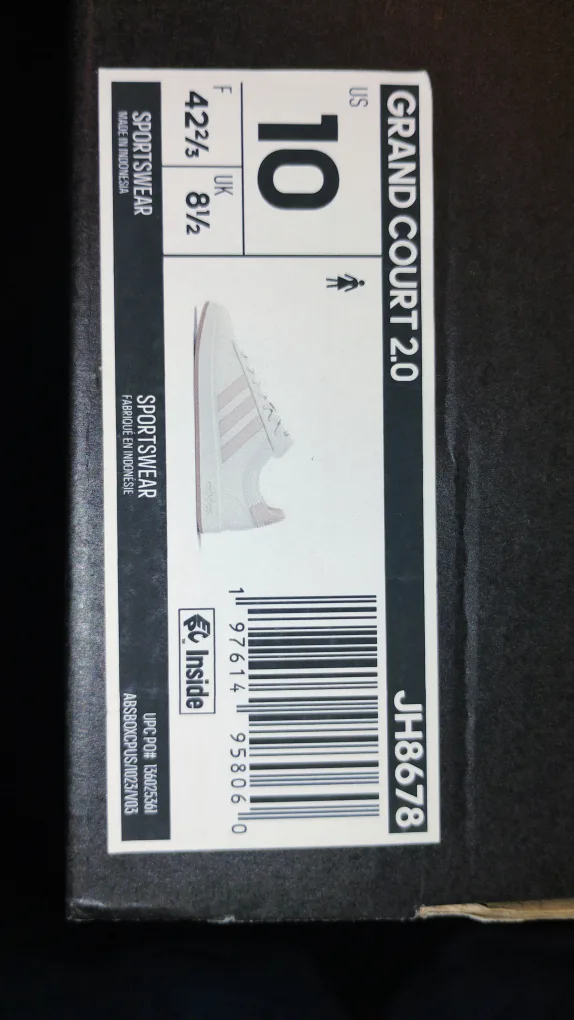 GRAND COURT 2.0
JH8678
US
10
F
42⅔
UK
8½
Inside
1 97614 95806 0
SPORTSWEAR
MADE IN INDONESIA
SPORTSWEAR
FABRIQUÉ EN INDONÉSIE
UPC PO# 136025361
ABSBOXCPUS/1023/V03